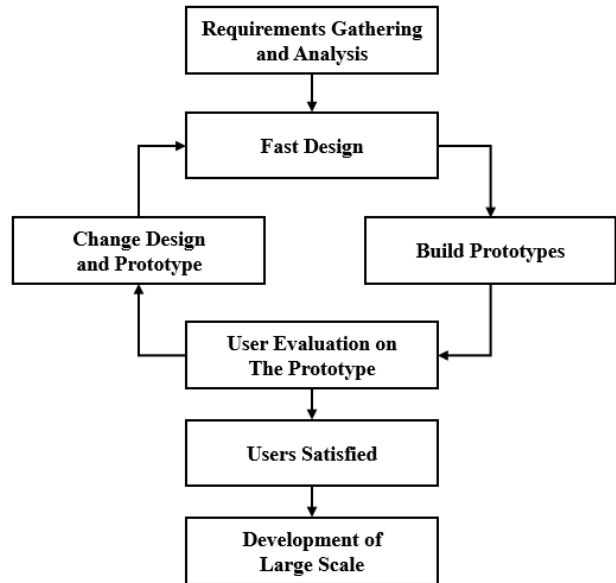 Requirements Gathering
and Analysis
Fast Design
Change Design
and Prototype
Build Prototypes
User Evaluation on
The Prototype
Users Satisfied
Development of
Large Scale